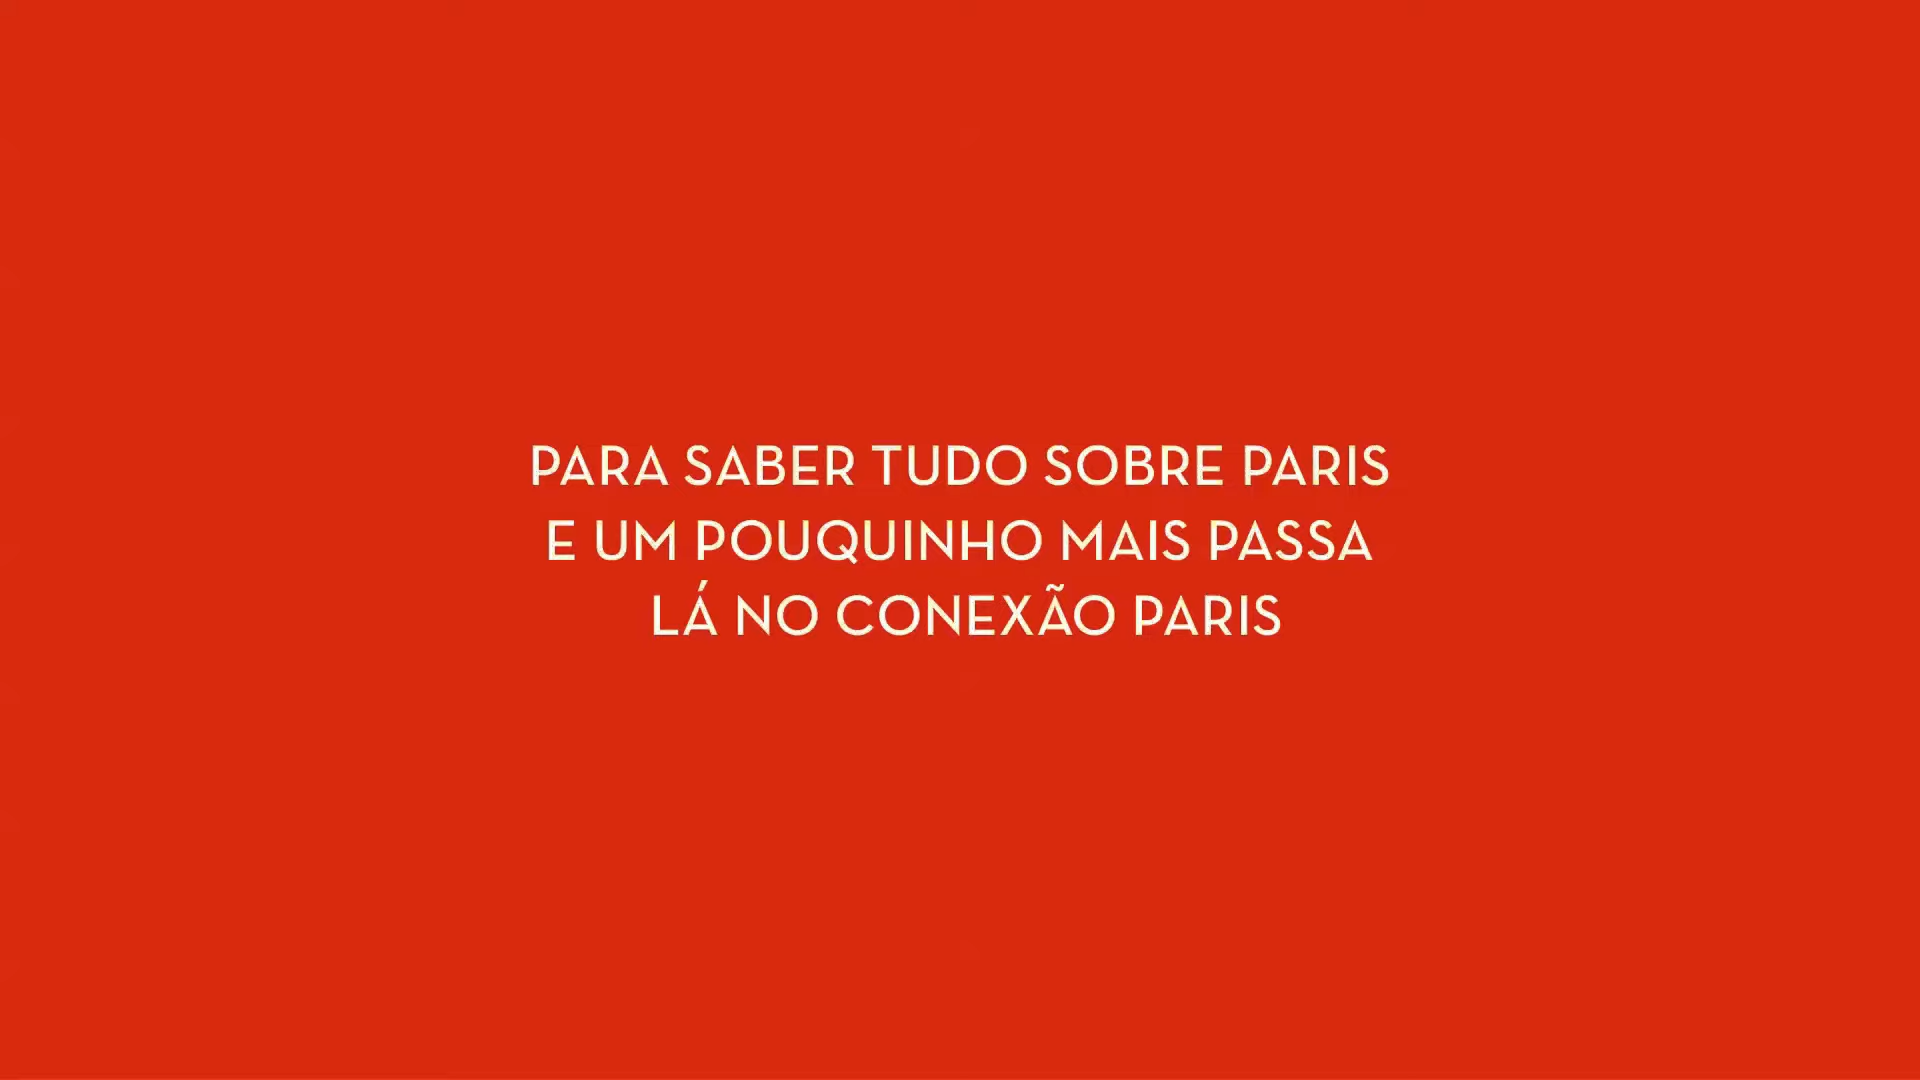 PARA SABER TUDO SOBRE PARIS
E UM POUQUINHO MAIS PASSA
LÁ NO CONEXÃO PARIS